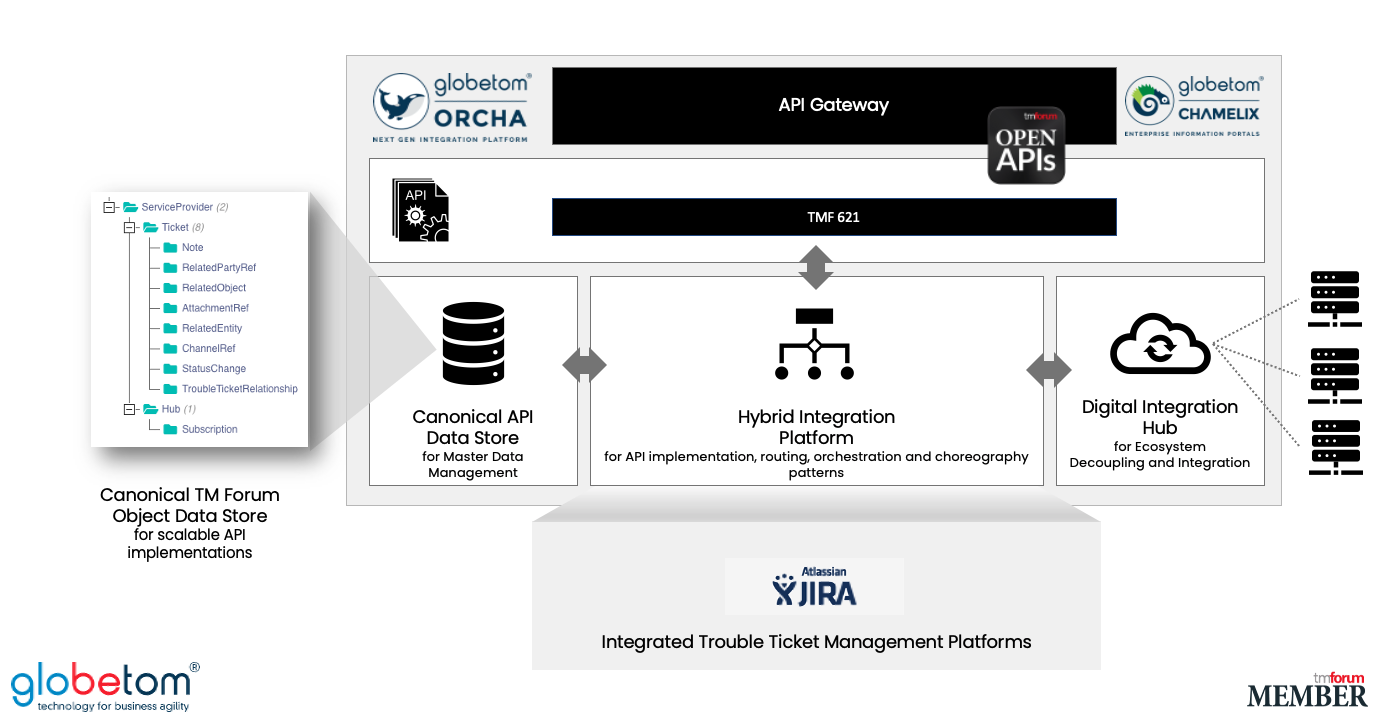 globetom®
ORCHA
NEXT GEN INTEGRATION PLATFORM
API Gateway
tmforum
OPEN
APIs
globetom®
CHAMELIX
ENTERPRISE INFORMATION PORTALS
API
TMF 621
ServiceProvider (2)
Ticket (8)
Note
RelatedPartyRef
RelatedObject
AttachmentRef
RelatedEntity
ChannelRef
StatusChange
TroubleTicketRelationship
Hub (1)
Subscription
Canonical TM Forum
Object Data Store
for scalable API
implementations
Canonical API
Data Store
for Master Data
Management
Hybrid Integration
Platform
for API implementation, routing, orchestration and choreography
patterns
Digital Integration
Hub
for Ecosystem
Decoupling and Integration
Atlassian
JIRA
Integrated Trouble Ticket Management Platforms
globetom®
technology for business agility
tmforum
MEMBER